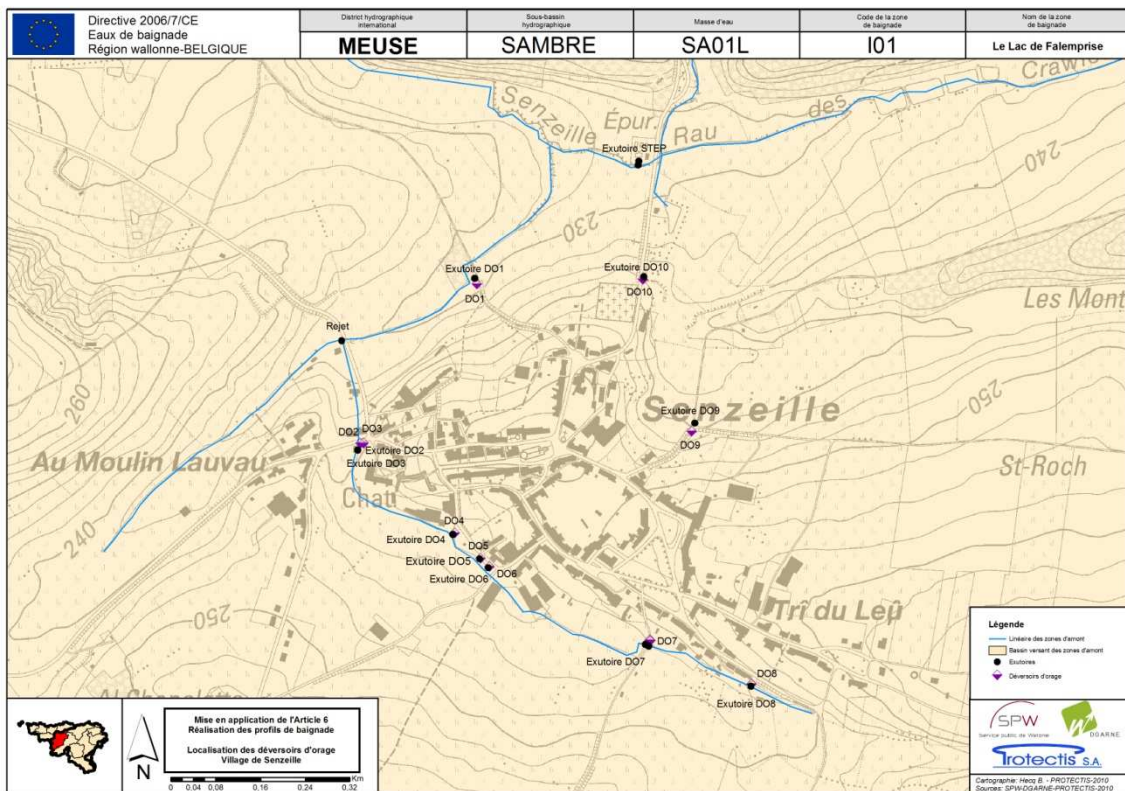 Directive 2006/7/CE
Eaux de baignade
Région wallonne-BELGIQUE
District hydrographique
international
MEUSE
Sous-bassin
hydrographique
SAMBRE
Masse d'eau
SA01L
Code de la zone
de baignade
I01
Nom de la zone
de baignade
Le Lac de Falemprise
Senzeille
Épur.
Rau
des
Exutoire STEP
240
230
Exutoire DO1
DO1
Exutoire DO10
DO10
Les Mont
Rejet
260
250
Senzeille
Exutoire DO9
DO9
DO2
DO3
Exutoire DO2
Exutoire DO3
Au Moulin Lauvau
St-Roch
Chat
240
DO4
Exutoire DO4
DO5
Exutoire DO5
DO6
Exutoire DO6
250
Tri du Leû
DO7
Exutoire DO7
DO8
Exutoire DO8
Légende
Linéaire des zones d'amont
Bassin versant des zones d'amont
Exutoires
Déversoirs d'orage
Mise en application de l'Article 6
Réalisation des profils de baignade
Localisation des déversoirs d'orage
Village de Senzeille
N
Km
0 0.04 0.08 0.16 0.24 0.32
SPW
Service public de Wallonie
DGARNE
Protectis S.A.
Cartographie: Hecq B. - PROTECTIS-2010
Sources: SPW-DGARNE-PROTECTIS-2010